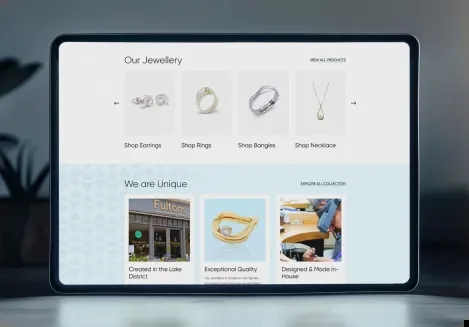 Our Jewellery
VIEW ALL PRODUCTS
Shop Earrings
Shop Rings
Shop Bangles
Shop Necklace
We are Unique
EXPLORE ALL COLLECTION
Fultons
Created in the Lake
District
Exceptional Quality
Designed & Made In-
House